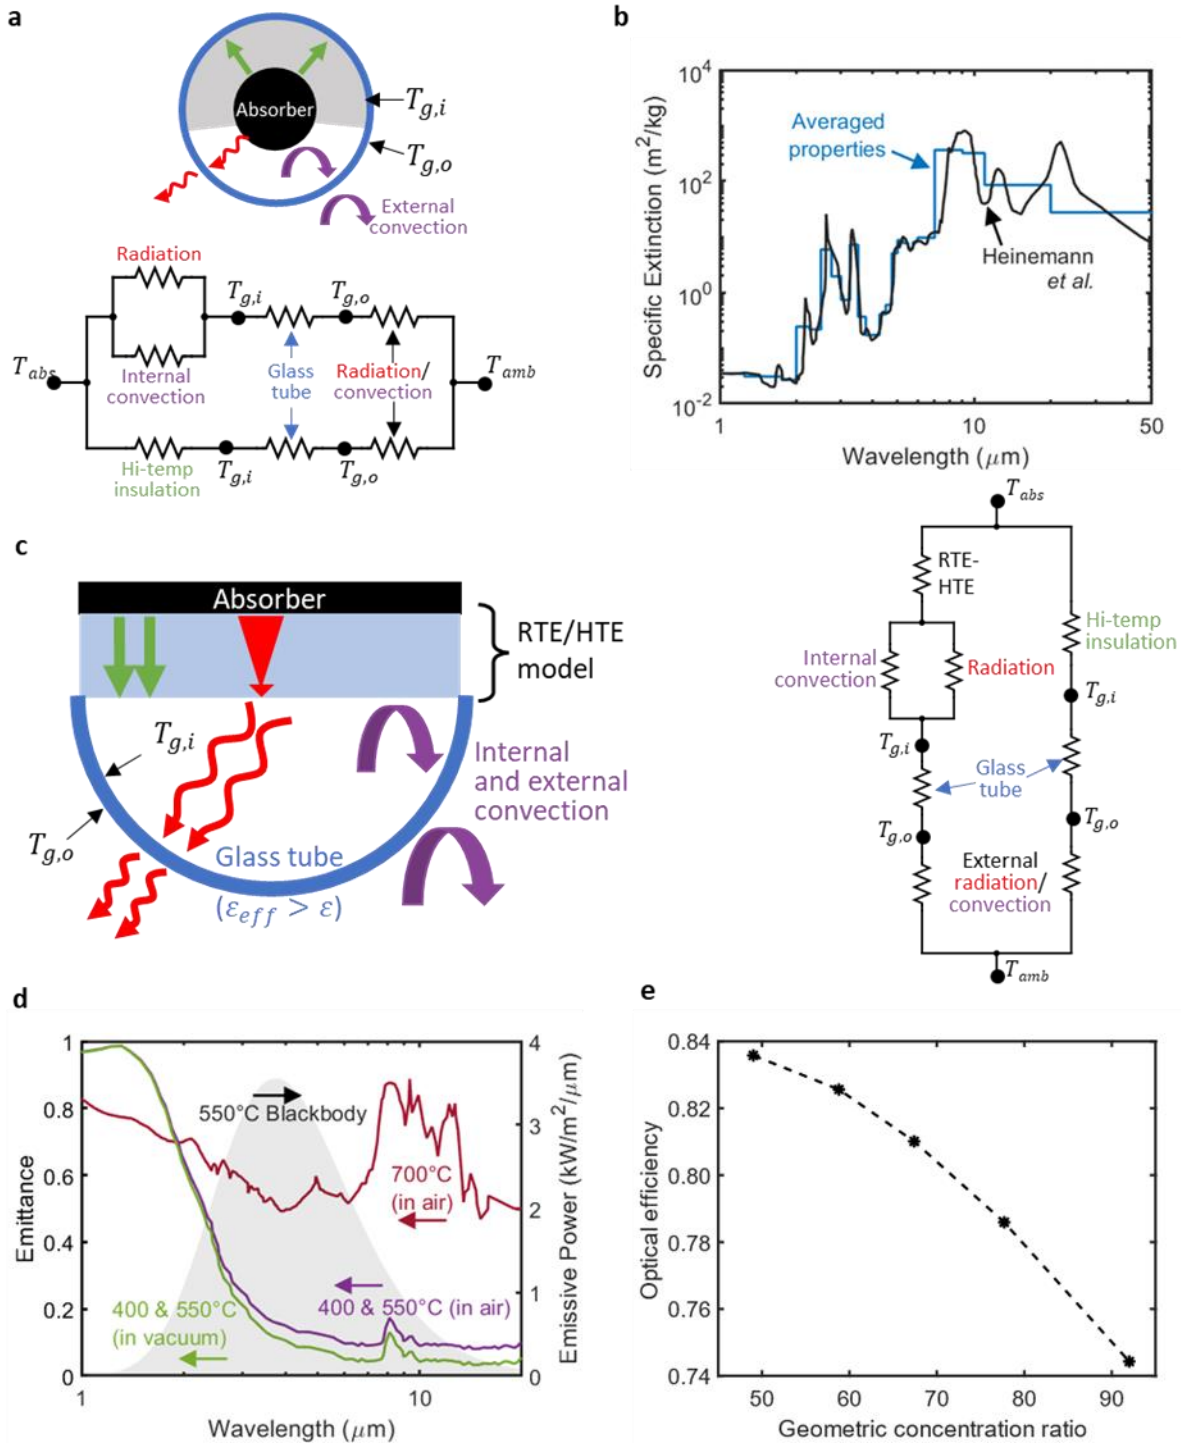 a
Absorber
T_{g,i}
T_{g,o}
External
convection
Radiation
T_{g,i}
T_{g,o}
T_{abs}
Internal
convection
Glass
tube
Radiation/
convection
T_{amb}
Hi-temp
insulation
T_{g,i}
T_{g,o}
b
10^4
10^2
10^0
10^{-2}
Specific Extinction (m^2/kg)
Averaged
properties
Heinemann
et al.
1
10
50
Wavelength (μm)
c
Absorber
RTE/HTE
model
T_{g,i}
T_{g,o}
Internal
and external
convection
Glass tube
(ε_{eff} > ε)
T_{abs}
RTE-
HTE
Hi-temp
insulation
Internal
convection
Radiation
T_{g,i}
T_{g,i}
Glass
tube
T_{g,o}
T_{g,o}
External
radiation/
convection
T_{amb}
d
1
0.8
0.6
0.4
0.2
0
Emittance
4
3
2
1
0
Emissive Power (kW/m^2/μm)
550°C Blackbody
700°C
(in air)
400 & 550°C
(in vacuum)
400 & 550°C (in air)
1
10
Wavelength (μm)
e
0.84
0.82
0.80
0.78
0.76
0.74
Optical efficiency
50
60
70
80
90
Geometric concentration ratio